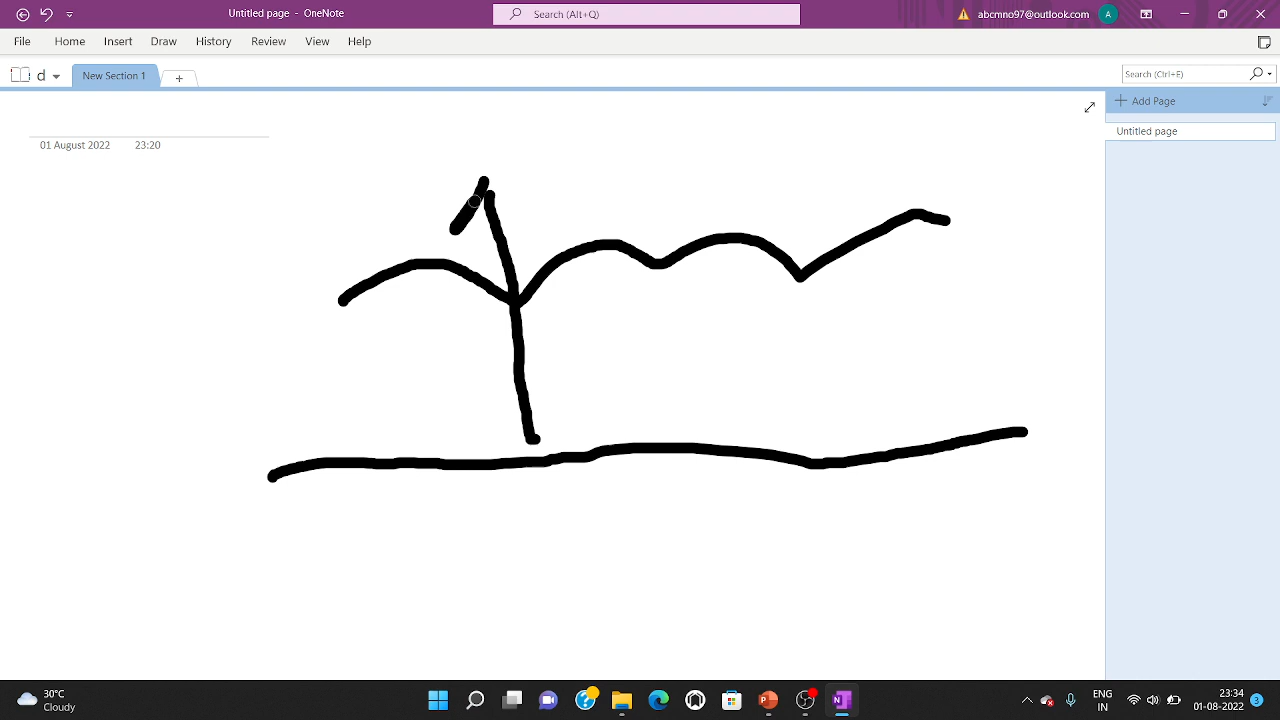 Untitled page - OneNote
Search (Alt+Q)
abcmno97@outlook.com
A
File Home Insert Draw History Review View Help
d New Section 1 +
Search (Ctrl+E)
Add Page
Untitled page
01 August 2022 23:20
30°C
Cloudy
ENG
IN
23:34
01-08-2022
3